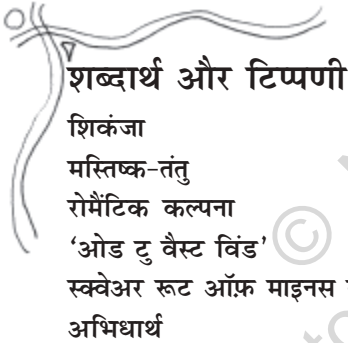 शब्दार्थ और टिप्पणी
शिकंजा
मस्तिष्क-तंतु
रोमैंटिक कल्पना
‘ओड टु वैस्ट विंड’
स्क्वेअर रूट ऑफ़ माइनस
अभिधार्थ
©